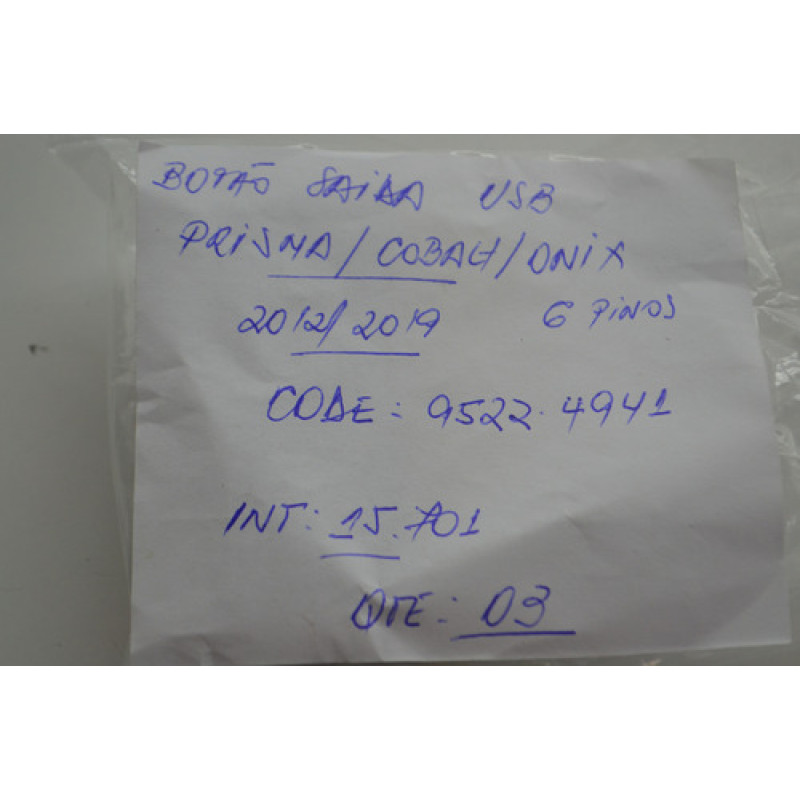 BOTÃO SAIDA USB
PRISMA/COBALT/ONIX
2012/2019 6 PINOS
CODE: 9522.4941
INT: 15.701
QTE: 03